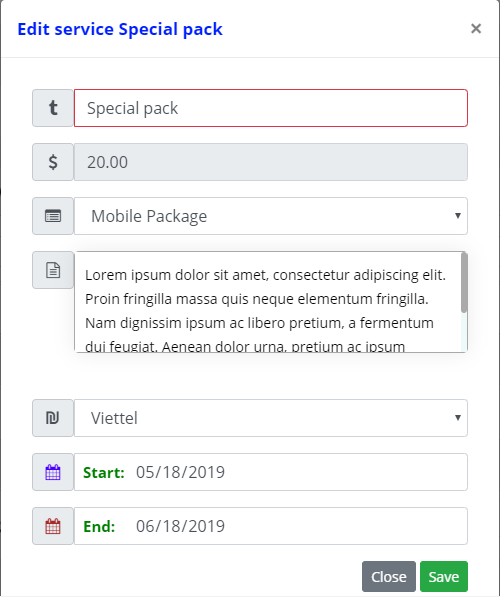 Edit service Special pack ×
t Special pack
$ 20.00
Mobile Package
Lorem ipsum dolor sit amet, consectetur adipiscing elit.
Proin fringilla massa quis neque elementum fringilla.
Nam dignissim ipsum ac libero pretium, a fermentum
dui feugiat. Aenean dolor urna, pretium ac ipsum
₪ Viettel
Start: 05/18/2019
End: 06/18/2019
Close Save